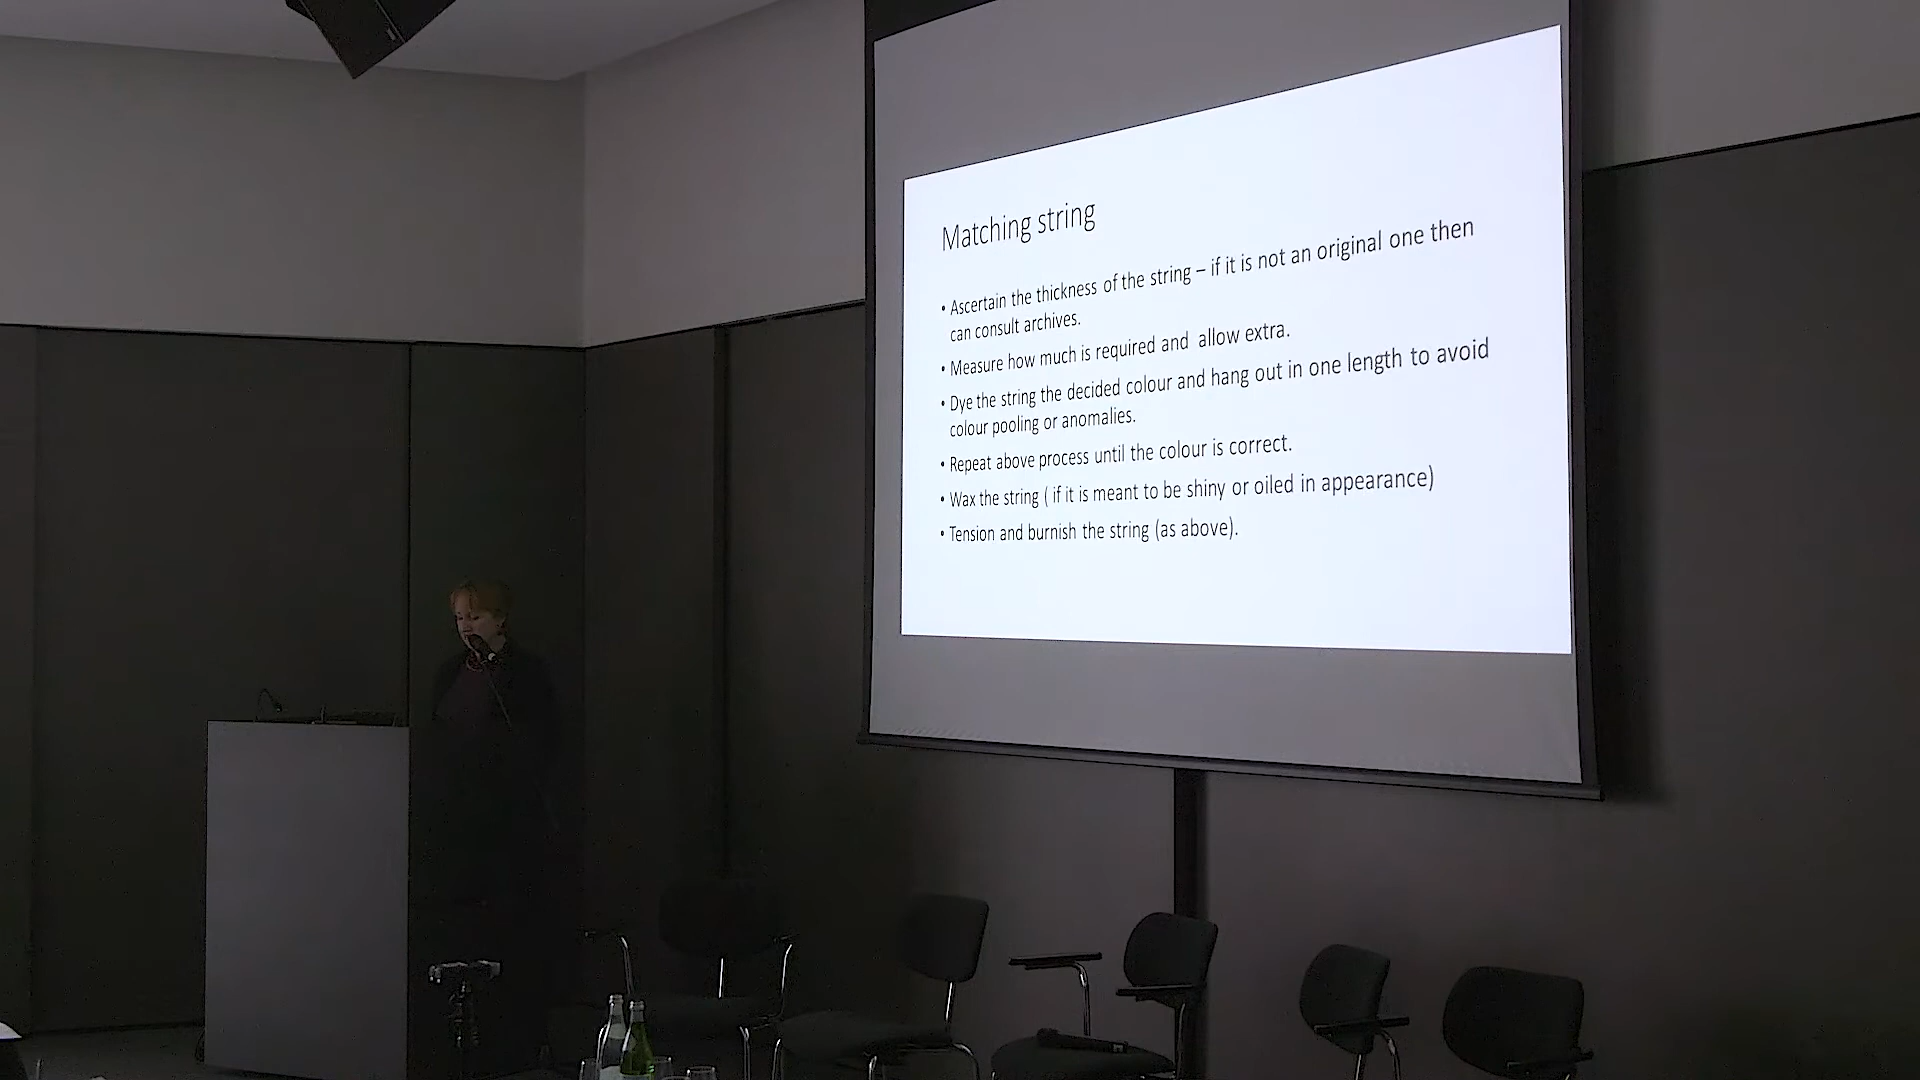 Matching string
• Ascertain the thickness of the string – if it is not an original one then
can consult archives.
• Measure how much is required and allow extra.
• Dye the string the decided colour and hang out in one length to avoid
colour pooling or anomalies.
• Repeat above process until the colour is correct.
• Wax the string ( if it is meant to be shiny or oiled in appearance)
• Tension and burnish the string (as above).